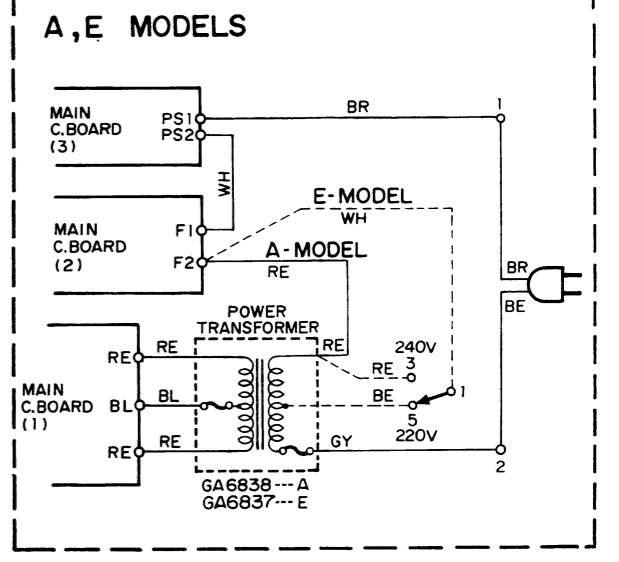 A,E MODELS
MAIN
C.BOARD
(3)
PS1
PS2
BR
1
WH
MAIN
C.BOARD
(2)
F1
F2
E-MODEL
WH
A-MODEL
RE
BR
BE
POWER
TRANSFORMER
MAIN
C.BOARD
(1)
RE
RE
BL
BL
RE
RE
RE
RE
240V
3
BE
1
5
220V
GY
2
GA6838---A
GA6837---E